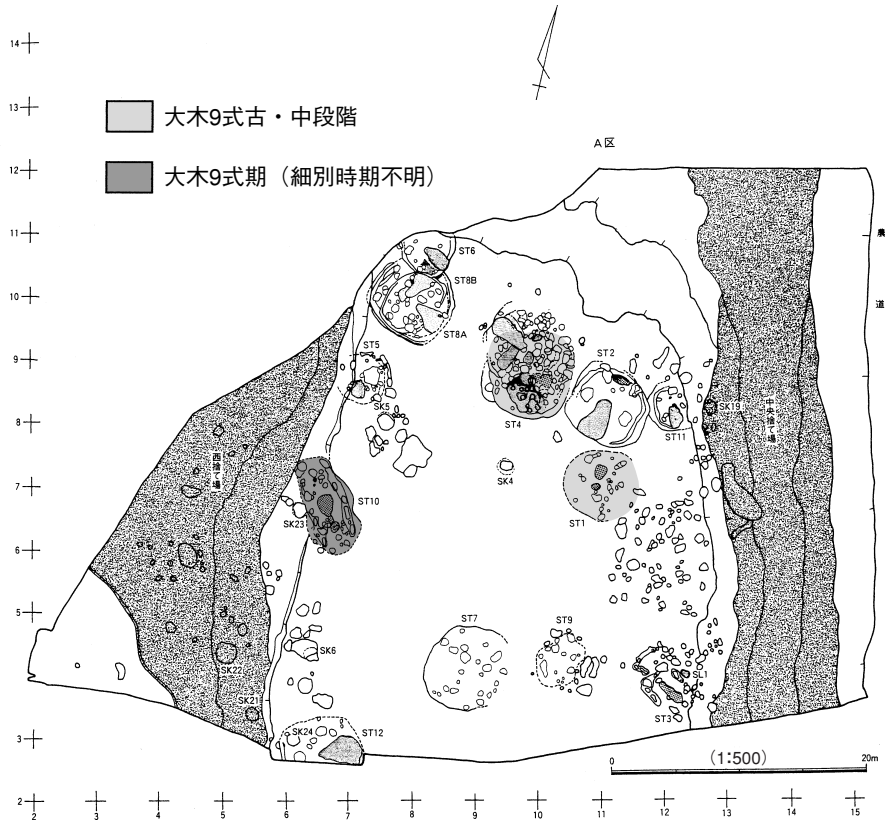 14
13
12
11
10
9
8
7
6
5
4
3
2
大木9式古・中段階
大木9式期（細別時期不明）
A区
農道
ST6
ST8B
ST8A
ST5
SK5
ST2
ST4
ST11
SK19
中央捨て場
西捨て場
SK4
ST10
SK23
ST1
ST7
ST9
SK6
SK22
SK21
SL1
ST3
SK24
ST12
(1:500)
0
20m
2
3
4
5
6
7
8
9
10
11
12
13
14
15